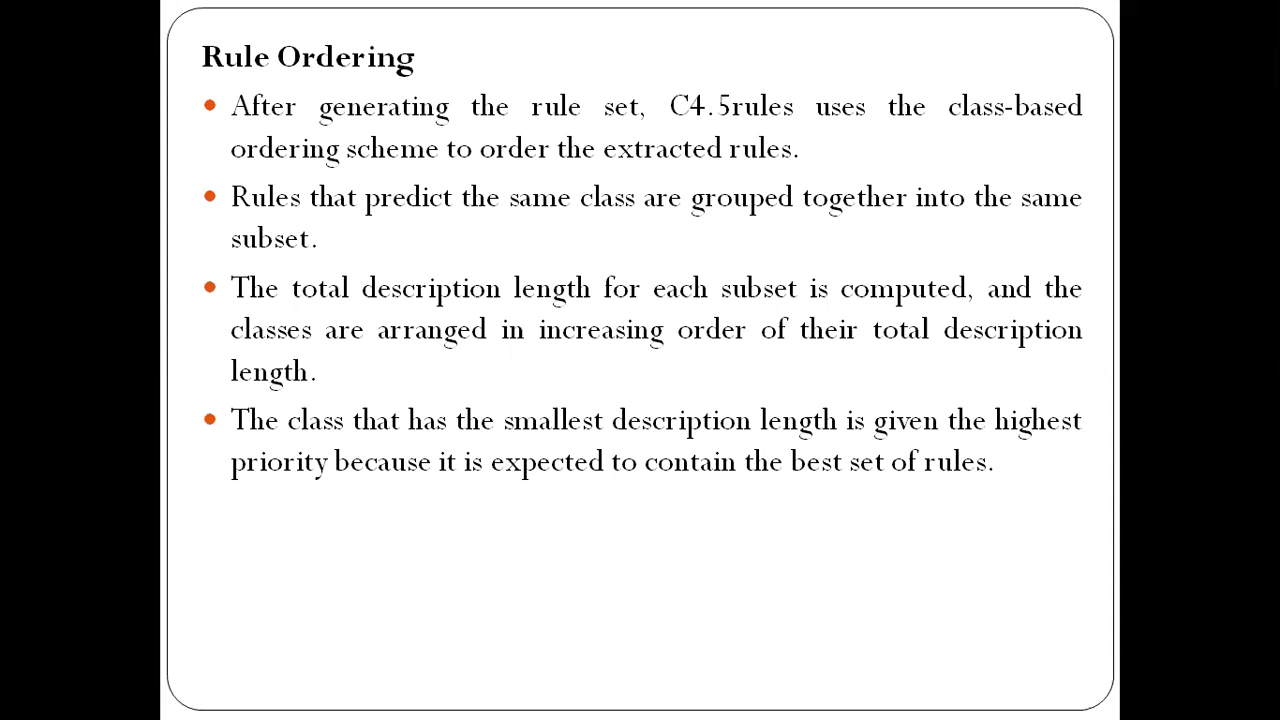 Rule Ordering
• After generating the rule set, C4.5rules uses the class-based
ordering scheme to order the extracted rules.
• Rules that predict the same class are grouped together into the same
subset.
• The total description length for each subset is computed, and the
classes are arranged in increasing order of their total description
length.
• The class that has the smallest description length is given the highest
priority because it is expected to contain the best set of rules.